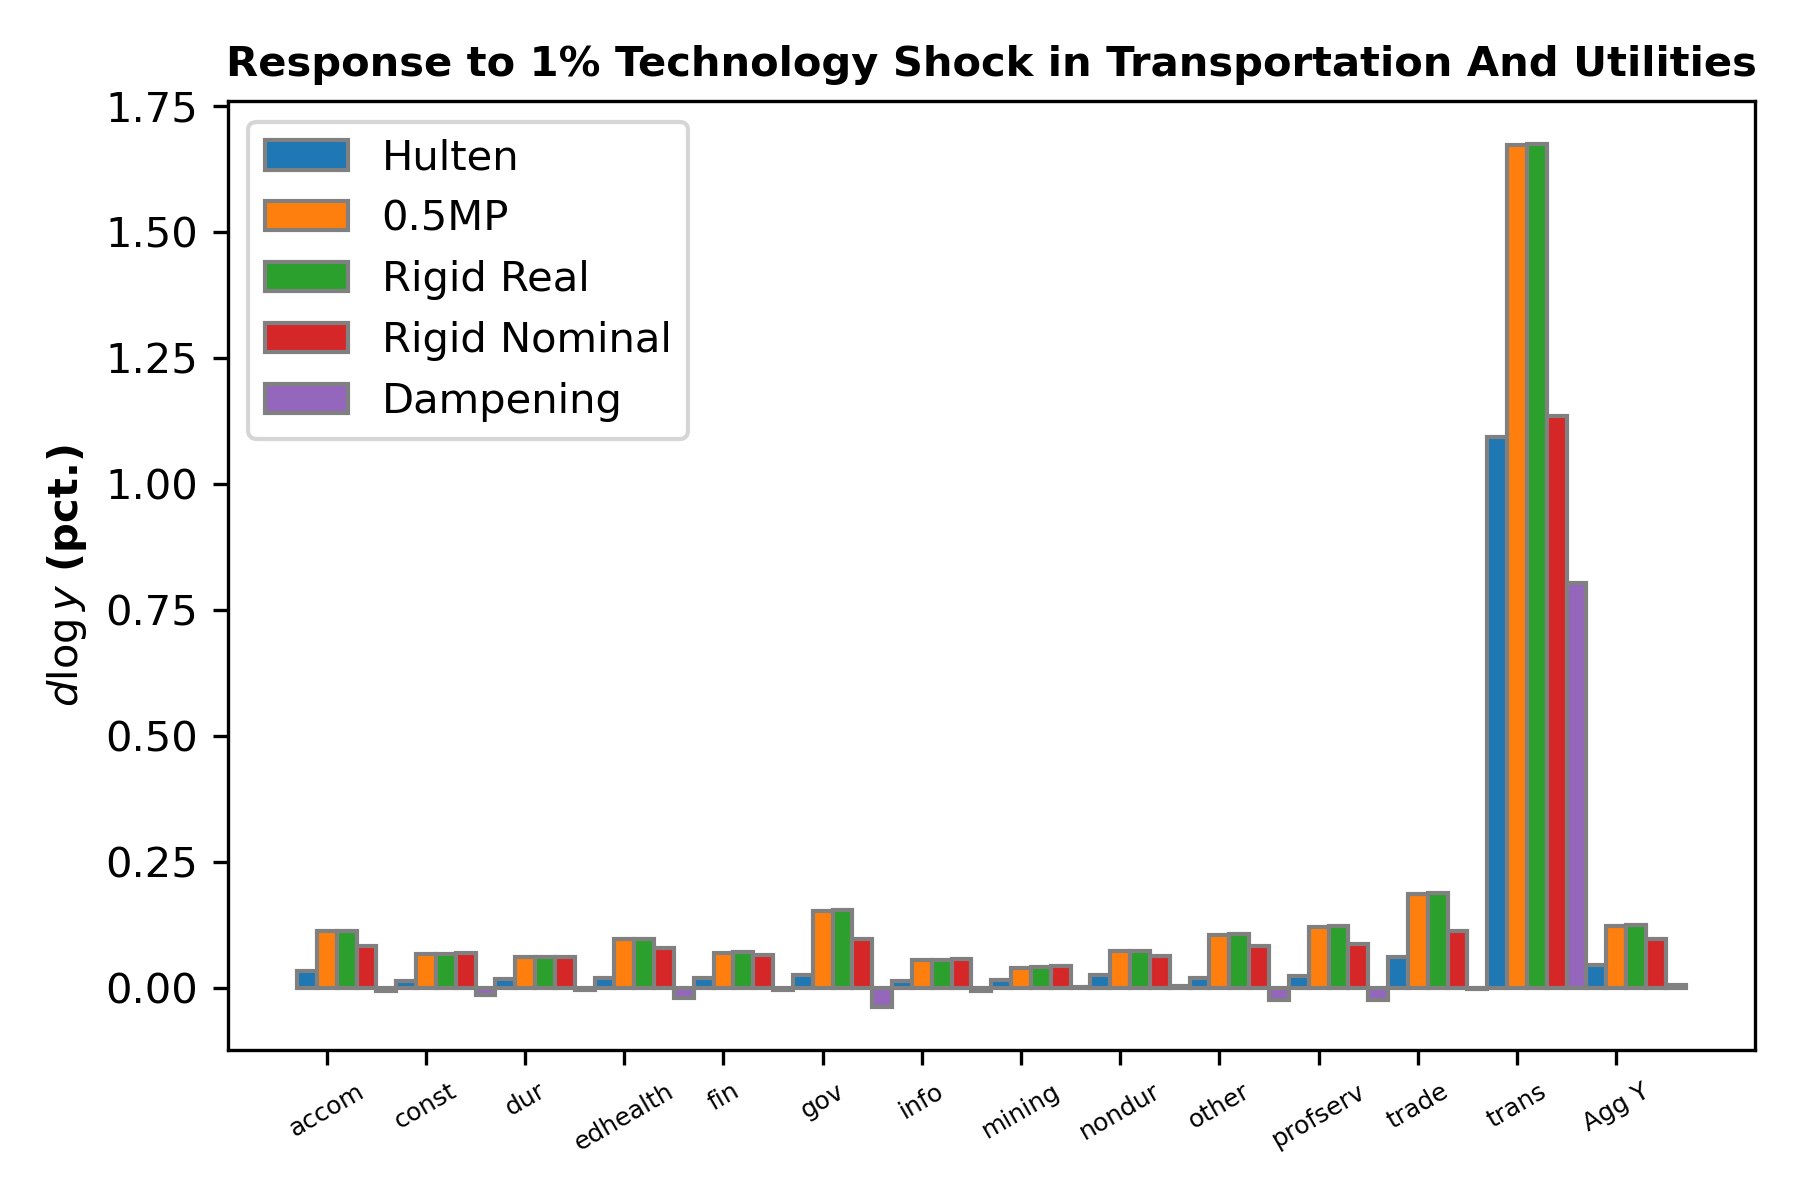 Response to 1% Technology Shock in Transportation And Utilities
1.75
1.50
1.25
1.00
0.75
0.50
0.25
0.00
dlog y (pct.)
Hulten
0.5MP
Rigid Real
Rigid Nominal
Dampening
accom
const
dur
edhealth
fin
gov
info
mining
nondur
other
profserv
trade
trans
Agg Y